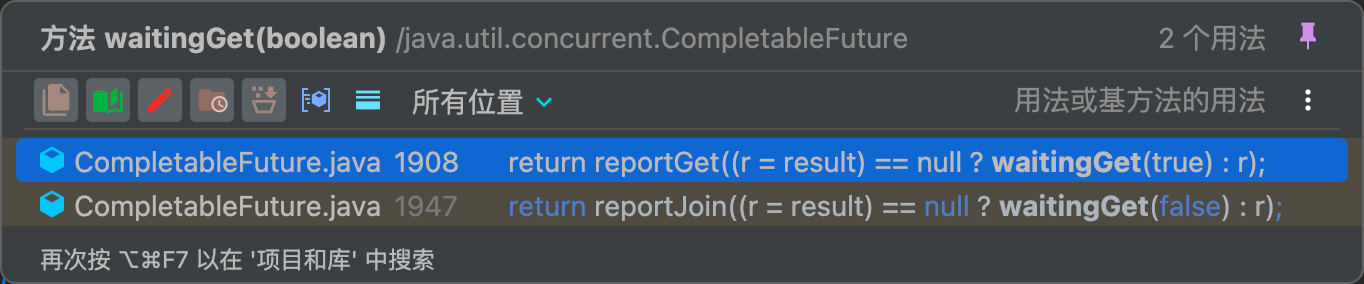 方法 waitingGet(boolean) /java.util.concurrent.CompletableFuture 2 个用法
所有位置 用法或基方法的用法
CompletableFuture.java 1908 return reportGet((r = result) == null ? waitingGet(true) : r);
CompletableFuture.java 1947 return reportJoin((r = result) == null ? waitingGet(false) : r);
再次按 ⌥⌘F7 以在 '项目和库' 中搜索